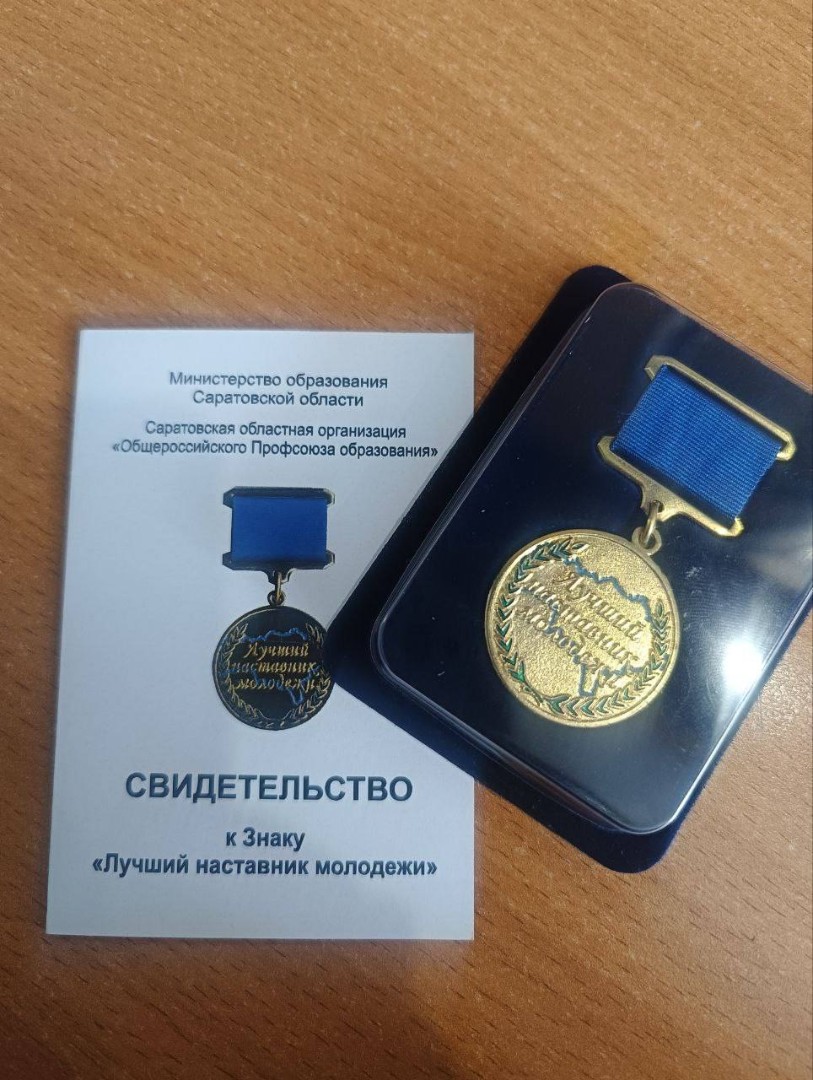 Министерство образования
Саратовской области
Саратовская областная организация
«Общероссийского Профсоюза образования»
Лучший
наставник
молодежи
СВИДЕТЕЛЬСТВО
к Знаку
«Лучший наставник молодежи»
Лучший
наставник
молодежи